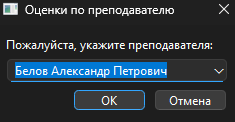 Оценки по преподавателю
Пожалуйста, укажите преподавателя:
Белов Александр Петрович
OK
Отмена